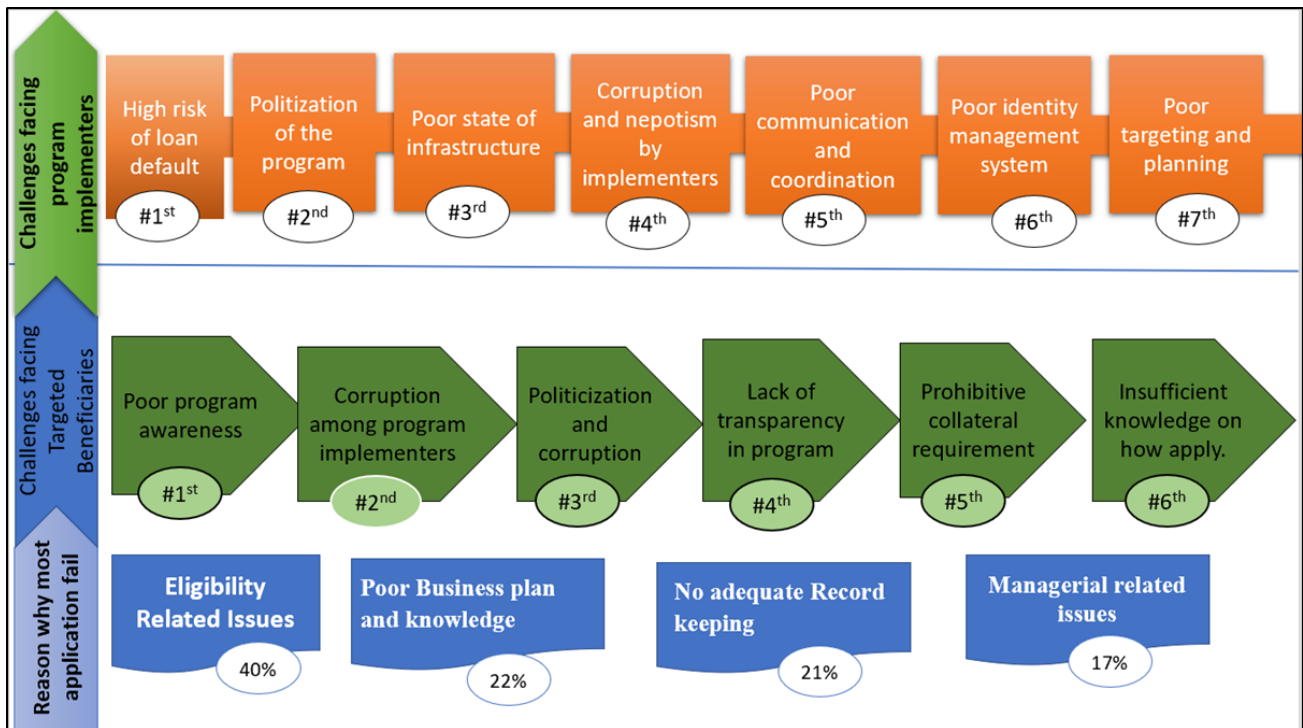 Challenges facing
program
implementers
High risk
of loan
default
#1st
Politization
of the
program
#2nd
Poor state of
infrastructure
#3rd
Corruption
and nepotism
by
implementers
#4th
Poor
communication
and
coordination
#5th
Poor identity
management
system
#6th
Poor
targeting and
planning
#7th
Challenges facing
Targeted
Beneficiaries
Poor program
awareness
#1st
Corruption
among program
implementers
#2nd
Politicization
and
corruption
#3rd
Lack of
transparency
in program
#4th
Prohibitive
collateral
requirement
#5th
Insufficient
knowledge on
how apply.
#6th
Reason why most
application fail
Eligibility
Related Issues
40%
Poor Business plan
and knowledge
22%
No adequate Record
keeping
21%
Managerial related
issues
17%